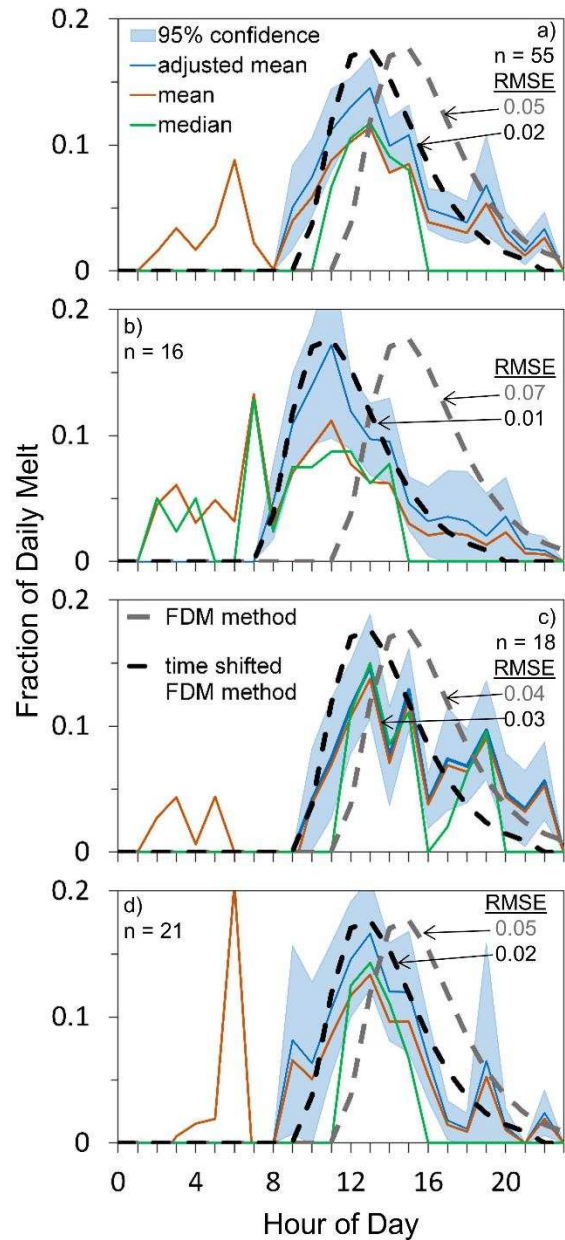 0.2
95% confidence
adjusted mean
mean
median
a)
n = 55
RMSE
0.05
0.02
0.1
0
0.2
b)
n = 16
RMSE
0.07
0.01
0.1
0
Fraction of Daily Melt
0.2
FDM method
time shifted
FDM method
c)
n = 18
RMSE
0.04
0.03
0.1
0
0.2
d)
n = 21
RMSE
0.05
0.02
0.1
0
0 4 8 12 16 20
Hour of Day